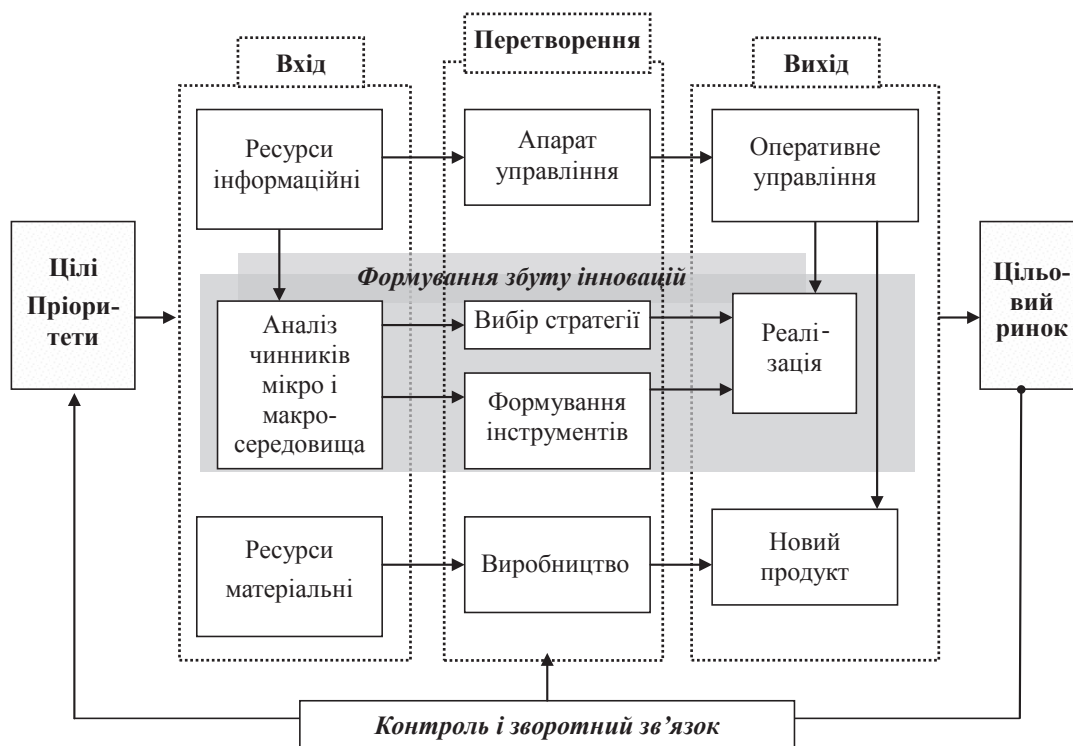 Вхід
Перетворення
Вихід
Ресурси
інформаційні
Апарат
управління
Оперативне
управління
Цілі
Пріори-
тети
Формування збуту інновацій
Аналіз
чинників
мікро і
макро-
середовища
Вибір стратегії
Формування
інструментів
Реалі-
зація
Цільо-
вий
ринок
Ресурси
матеріальні
Виробництво
Новий
продукт
Контроль і зворотний зв’язок